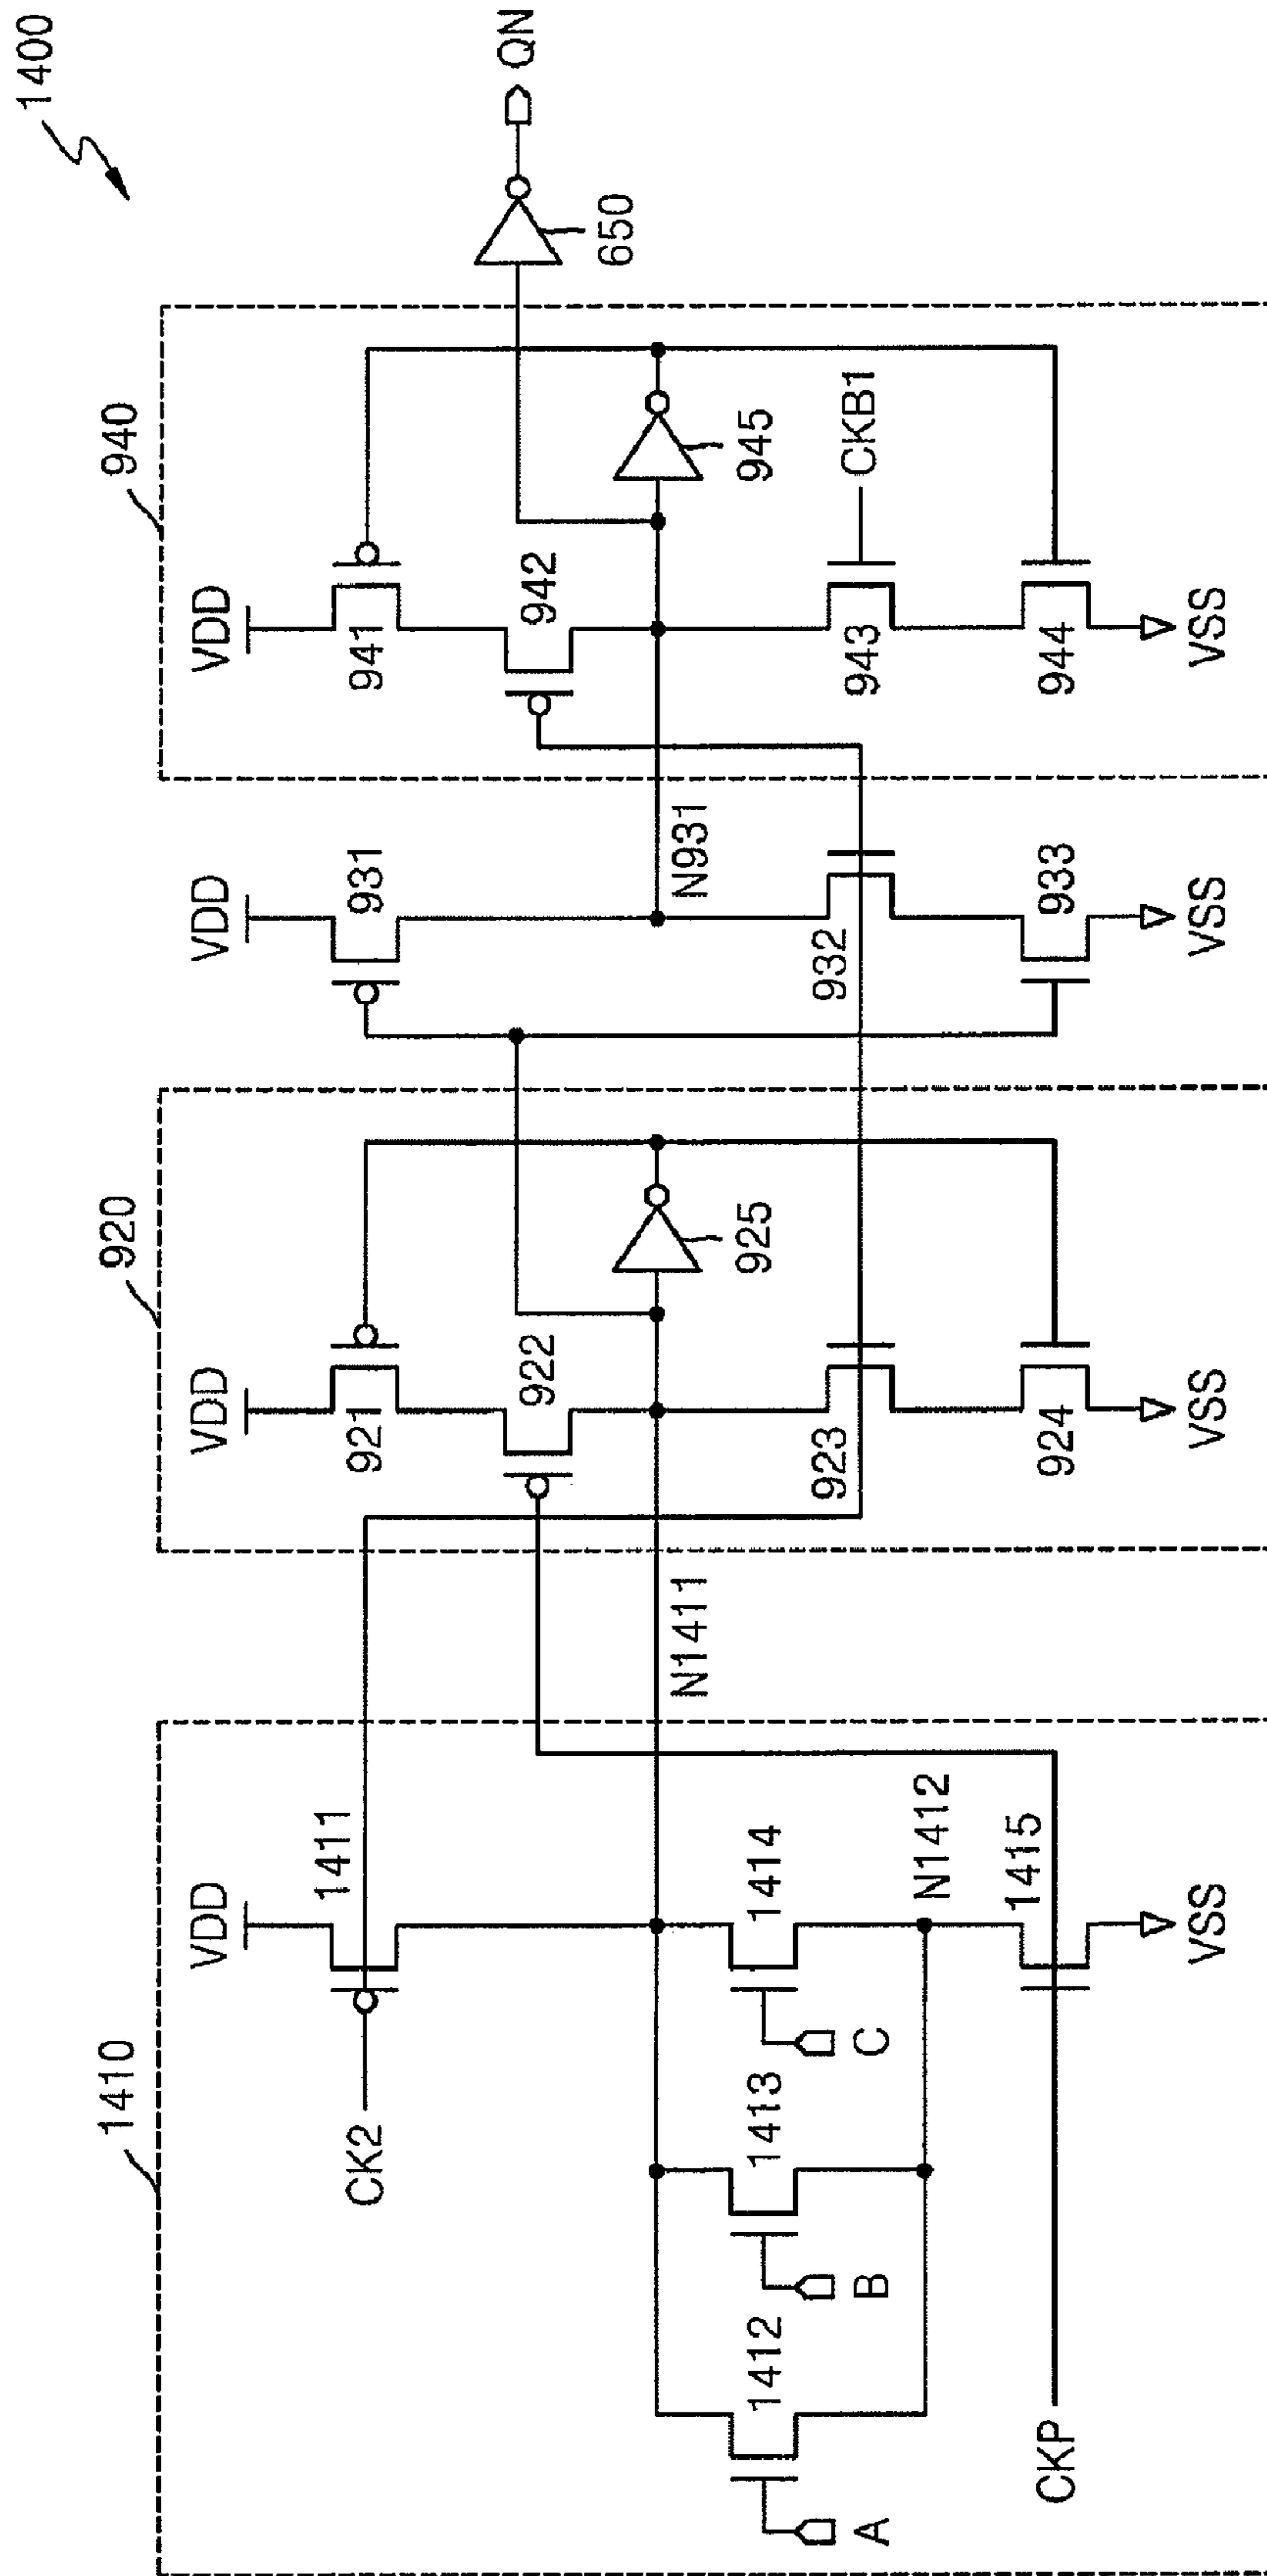 1400
1410
920
940
VDD
VDD
VDD
VDD
1411
921
931
941
922
942
CK2
QN
650
N1411
N931
925
945
A
1412
B
1413
C
1414
923
932
943
CKB1
N1412
CKP
1415
924
933
944
VSS
VSS
VSS
VSS